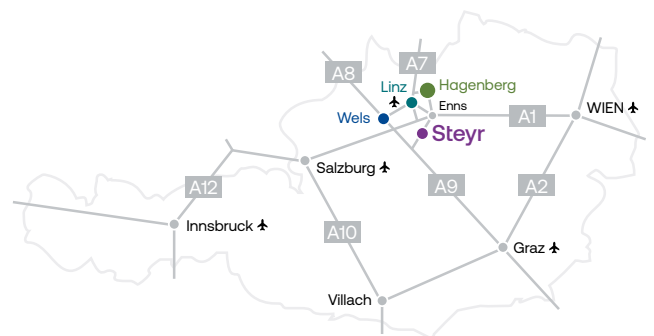 A7
A8
Linz
Hagenberg
Enns
WIEN
Wels
A1
Steyr
Salzburg
A12
A9
A2
Innsbruck
A10
Graz
Villach